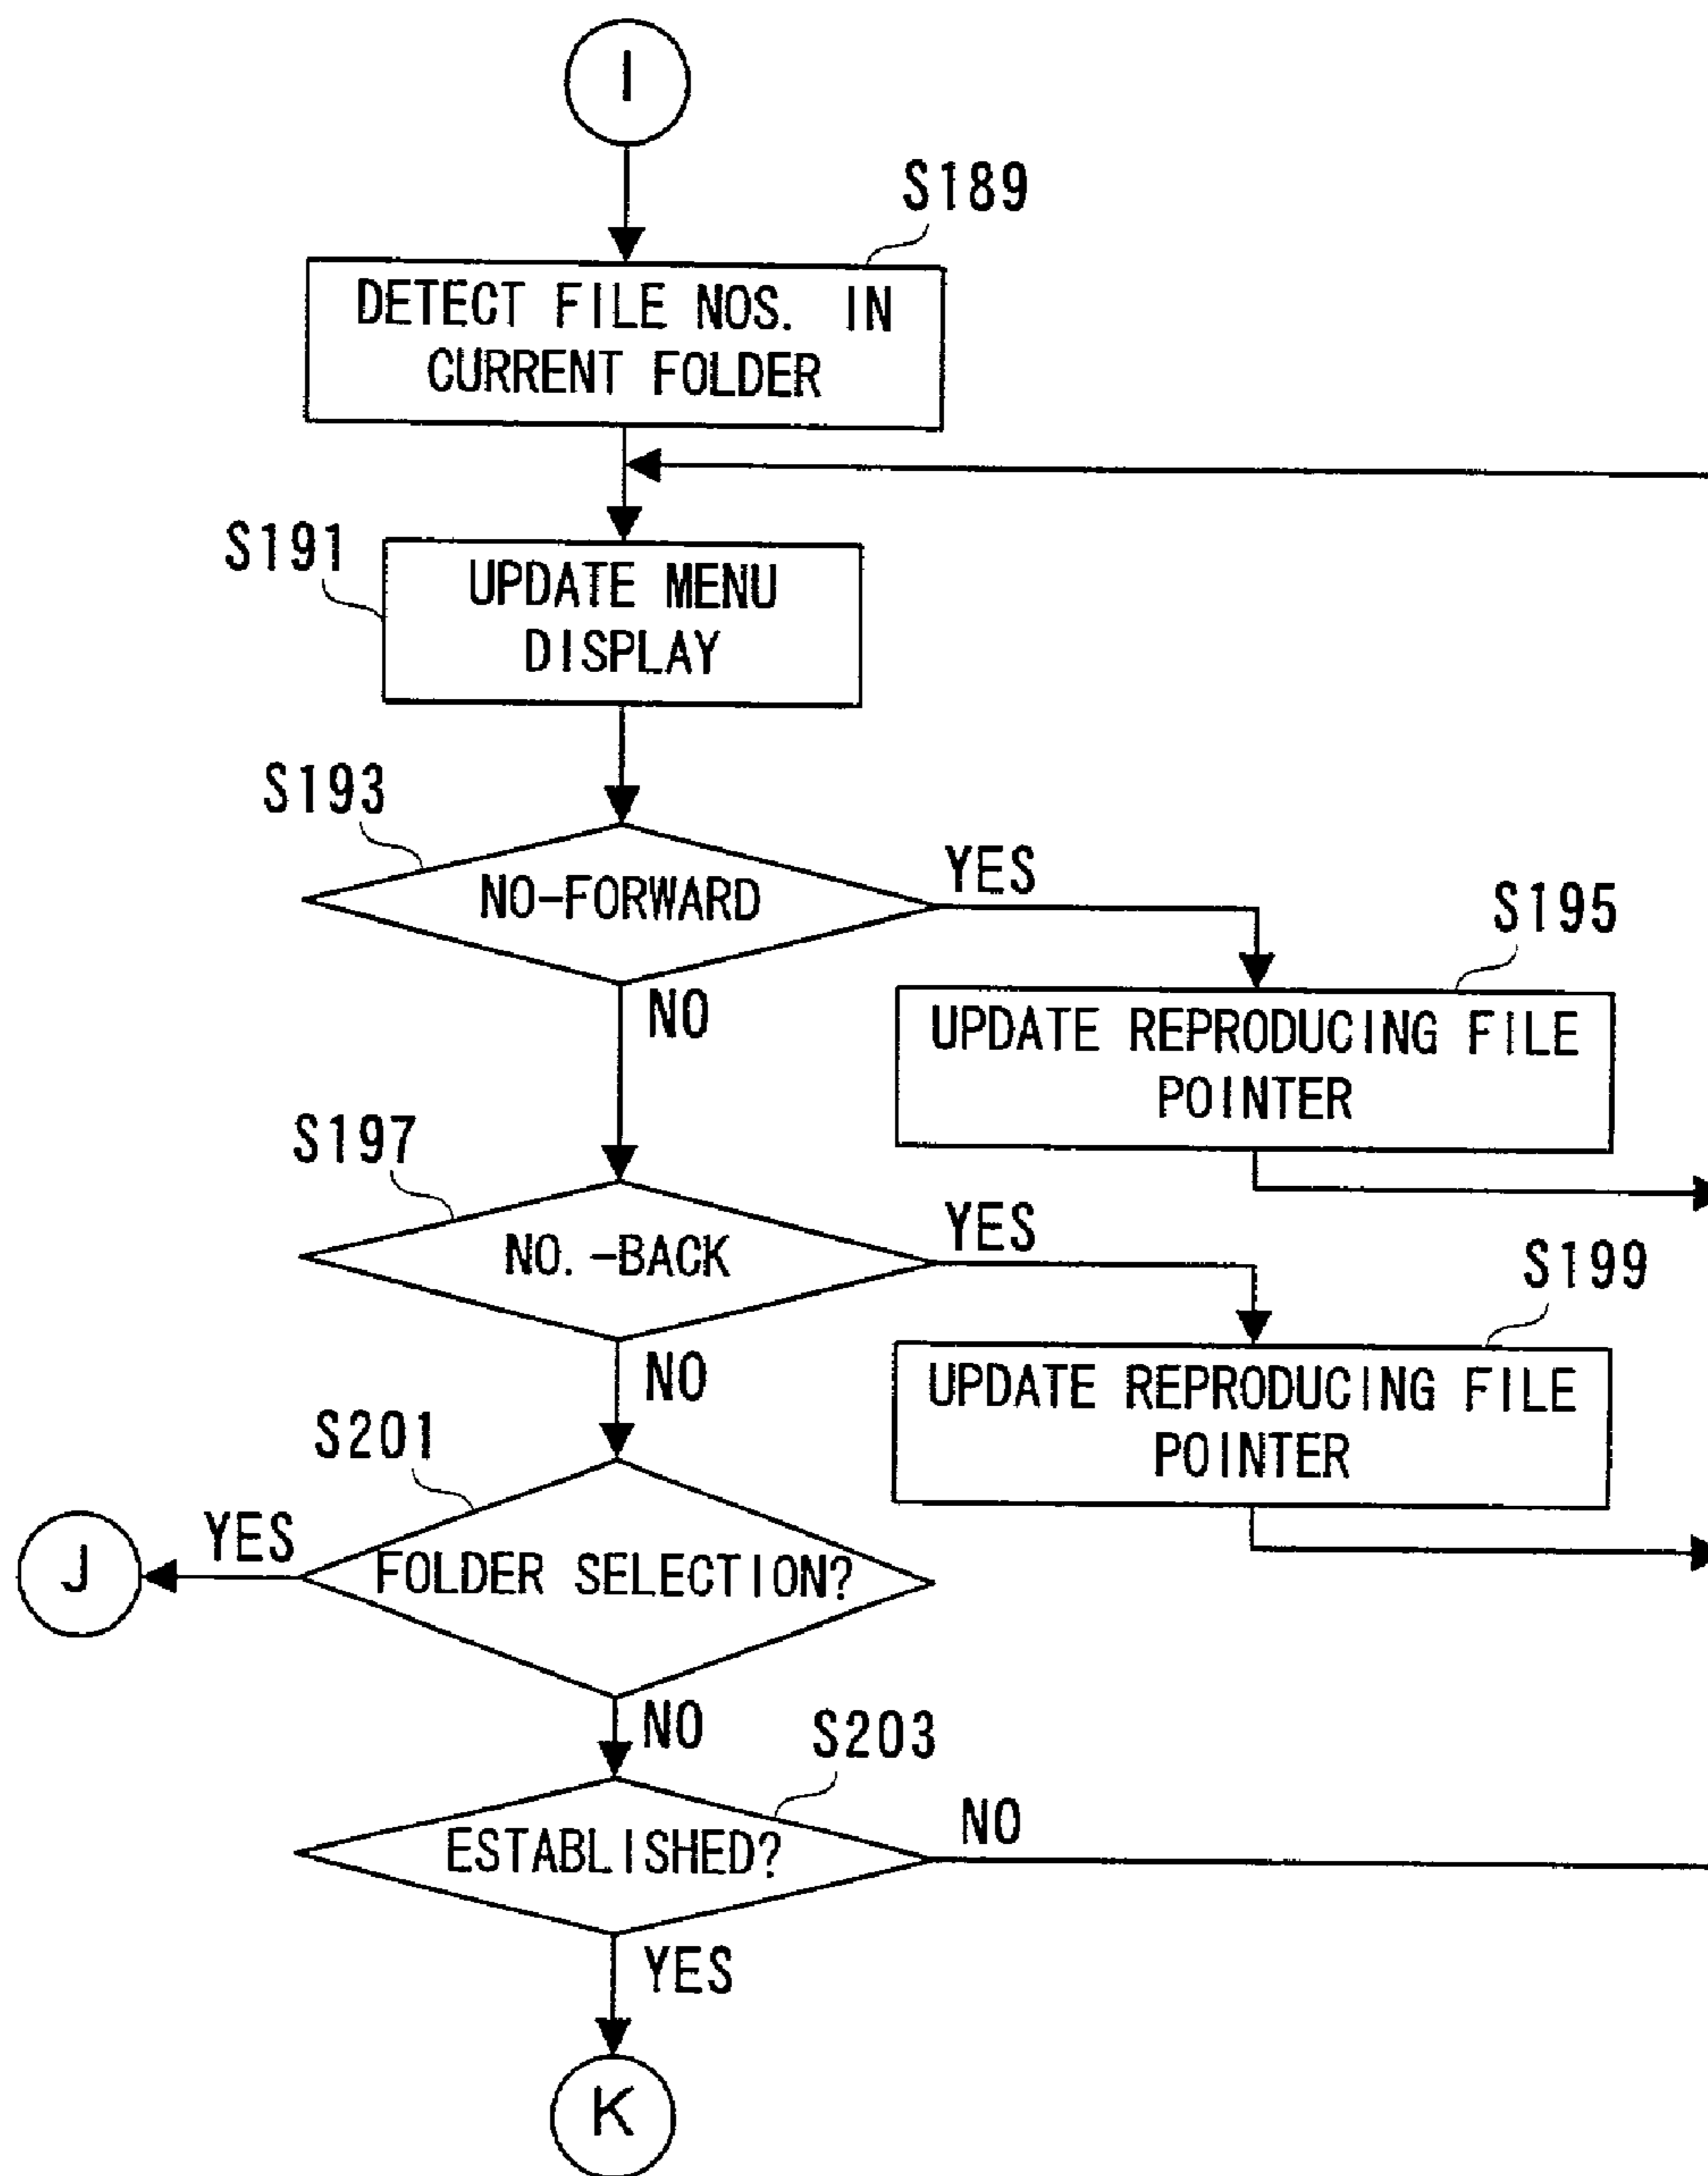 I
S189
DETECT FILE NOS. IN
CURRENT FOLDER
S191
UPDATE MENU
DISPLAY
S193
NO-FORWARD
YES
NO
S195
UPDATE REPRODUCING FILE
POINTER
S197
NO.-BACK
YES
NO
S199
UPDATE REPRODUCING FILE
POINTER
S201
J
YES
FOLDER SELECTION?
NO
S203
ESTABLISHED?
NO
YES
K